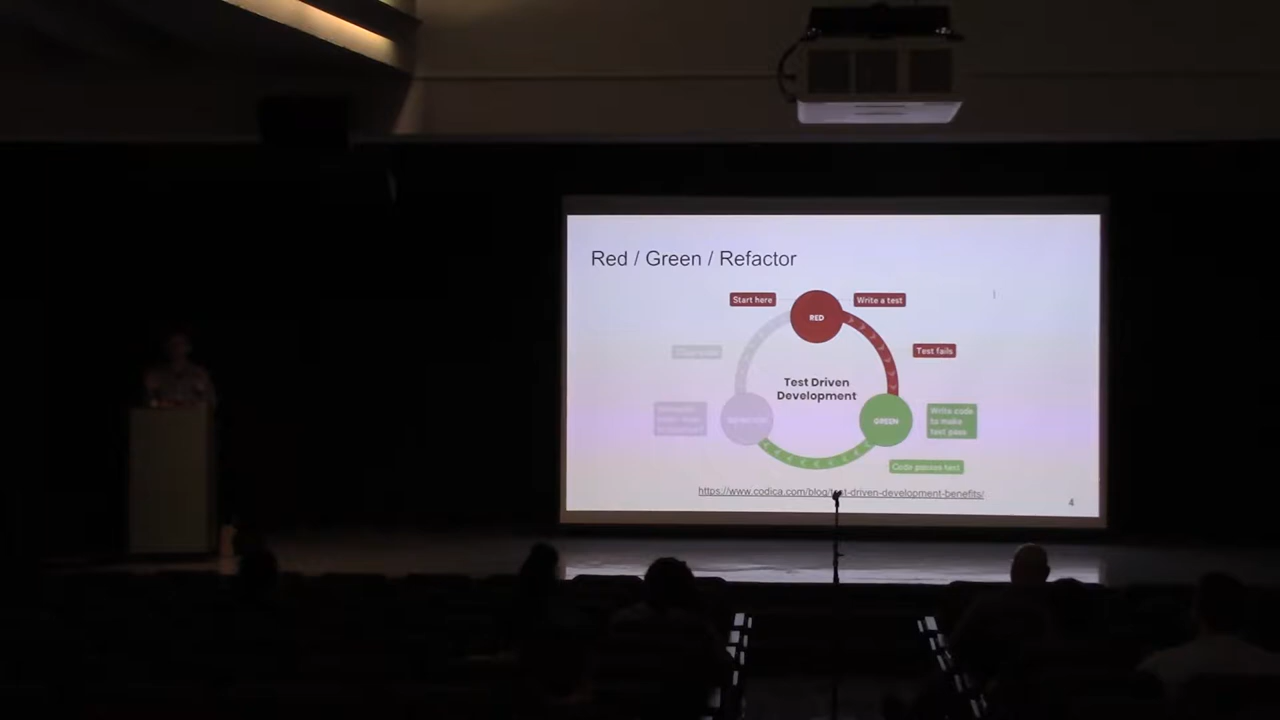 Red / Green / Refactor
Start here
RED
Write a test
Test fails
Test Driven
Development
GREEN
Write code
to make
test pass
Code passes test
https://www.codica.com/blog/test-driven-development-benefits/
4